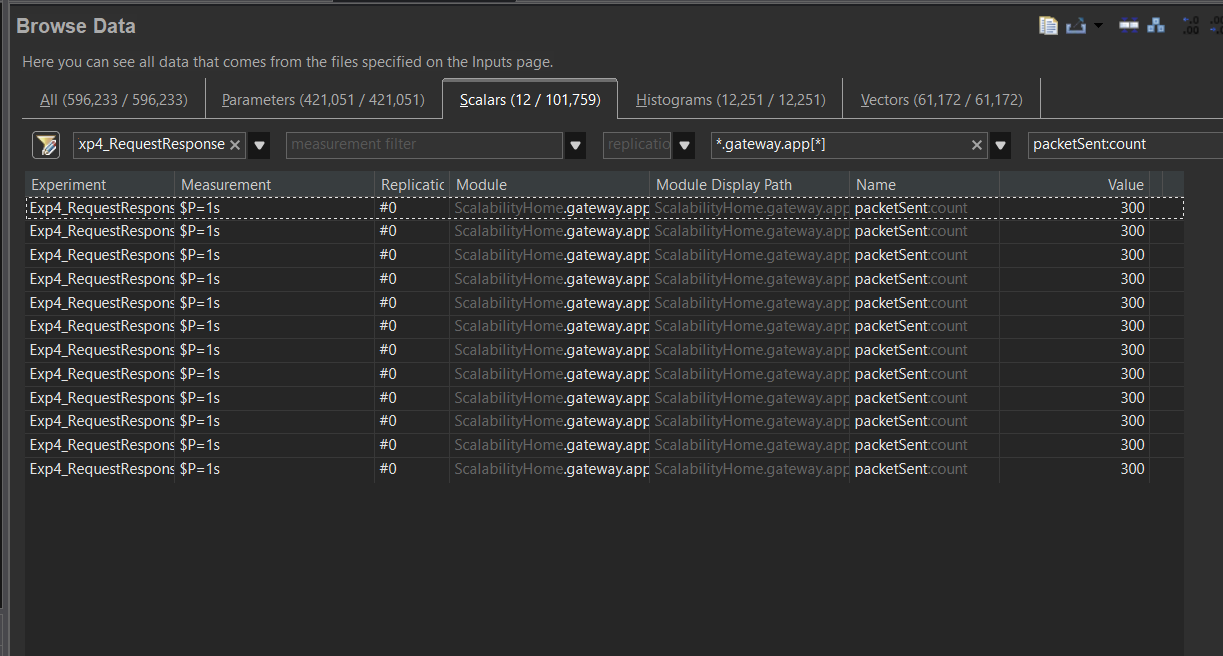 Browse Data
Here you can see all data that comes from the files specified on the Inputs page.
All (596,233 / 596,233) Parameters (421,051 / 421,051) Scalars (12 / 101,759) Histograms (12,251 / 12,251) Vectors (61,172 / 61,172)
xp4_RequestResponse measurement filter replicatio *.gateway.app[*] packetSent:count
Experiment Measurement Replicatic Module Module Display Path Name Value
Exp4_RequestRespons $P=1s #0 ScalabilityHome.gateway.app ScalabilityHome.gateway.app packetSent:count 300
Exp4_RequestRespons $P=1s #0 ScalabilityHome.gateway.app ScalabilityHome.gateway.app packetSent:count 300
Exp4_RequestRespons $P=1s #0 ScalabilityHome.gateway.app ScalabilityHome.gateway.app packetSent:count 300
Exp4_RequestRespons $P=1s #0 ScalabilityHome.gateway.app ScalabilityHome.gateway.app packetSent:count 300
Exp4_RequestRespons $P=1s #0 ScalabilityHome.gateway.app ScalabilityHome.gateway.app packetSent:count 300
Exp4_RequestRespons $P=1s #0 ScalabilityHome.gateway.app ScalabilityHome.gateway.app packetSent:count 300
Exp4_RequestRespons $P=1s #0 ScalabilityHome.gateway.app ScalabilityHome.gateway.app packetSent:count 300
Exp4_RequestRespons $P=1s #0 ScalabilityHome.gateway.app ScalabilityHome.gateway.app packetSent:count 300
Exp4_RequestRespons $P=1s #0 ScalabilityHome.gateway.app ScalabilityHome.gateway.app packetSent:count 300
Exp4_RequestRespons $P=1s #0 ScalabilityHome.gateway.app ScalabilityHome.gateway.app packetSent:count 300
Exp4_RequestRespons $P=1s #0 ScalabilityHome.gateway.app ScalabilityHome.gateway.app packetSent:count 300
Exp4_RequestRespons $P=1s #0 ScalabilityHome.gateway.app ScalabilityHome.gateway.app packetSent:count 300